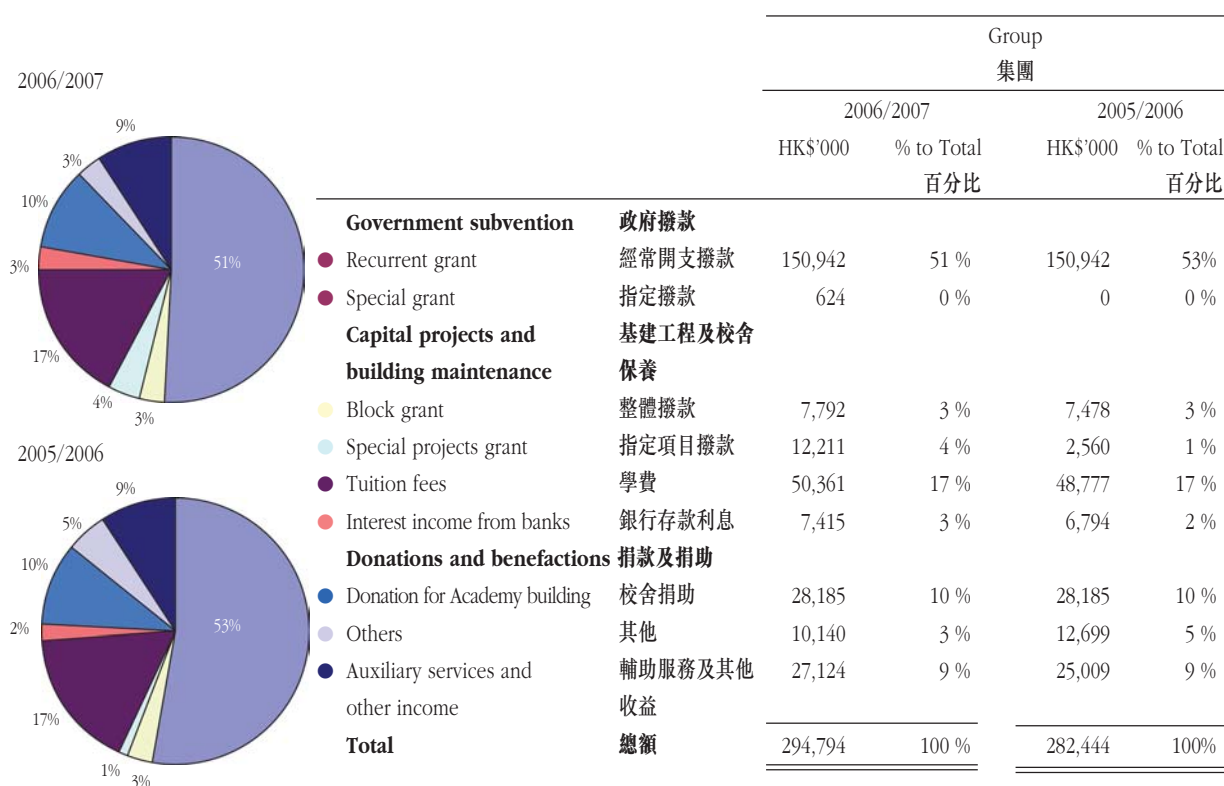 2006/2007
9%
3%
10%
3%
51%
17%
4%
3%
2005/2006
9%
5%
10%
2%
53%
17%
1%
3%
Group
集團
2006/2007 2005/2006
HK$'000 % to Total HK$'000 % to Total
百分比 百分比
Government subvention 政府撥款
Recurrent grant 經常開支撥款 150,942 51 % 150,942 53%
Special grant 指定撥款 624 0 % 0 0 %
Capital projects and 基建工程及校舍
building maintenance 保養
Block grant 整體撥款 7,792 3 % 7,478 3 %
Special projects grant 指定項目撥款 12,211 4 % 2,560 1 %
Tuition fees 學費 50,361 17 % 48,777 17 %
Interest income from banks 銀行存款利息 7,415 3 % 6,794 2 %
Donations and benefactions 捐款及捐助
Donation for Academy building 校舍捐助 28,185 10 % 28,185 10 %
Others 其他 10,140 3 % 12,699 5 %
Auxiliary services and 輔助服務及其他 27,124 9 % 25,009 9 %
other income 收益
Total 總額 294,794 100 % 282,444 100%